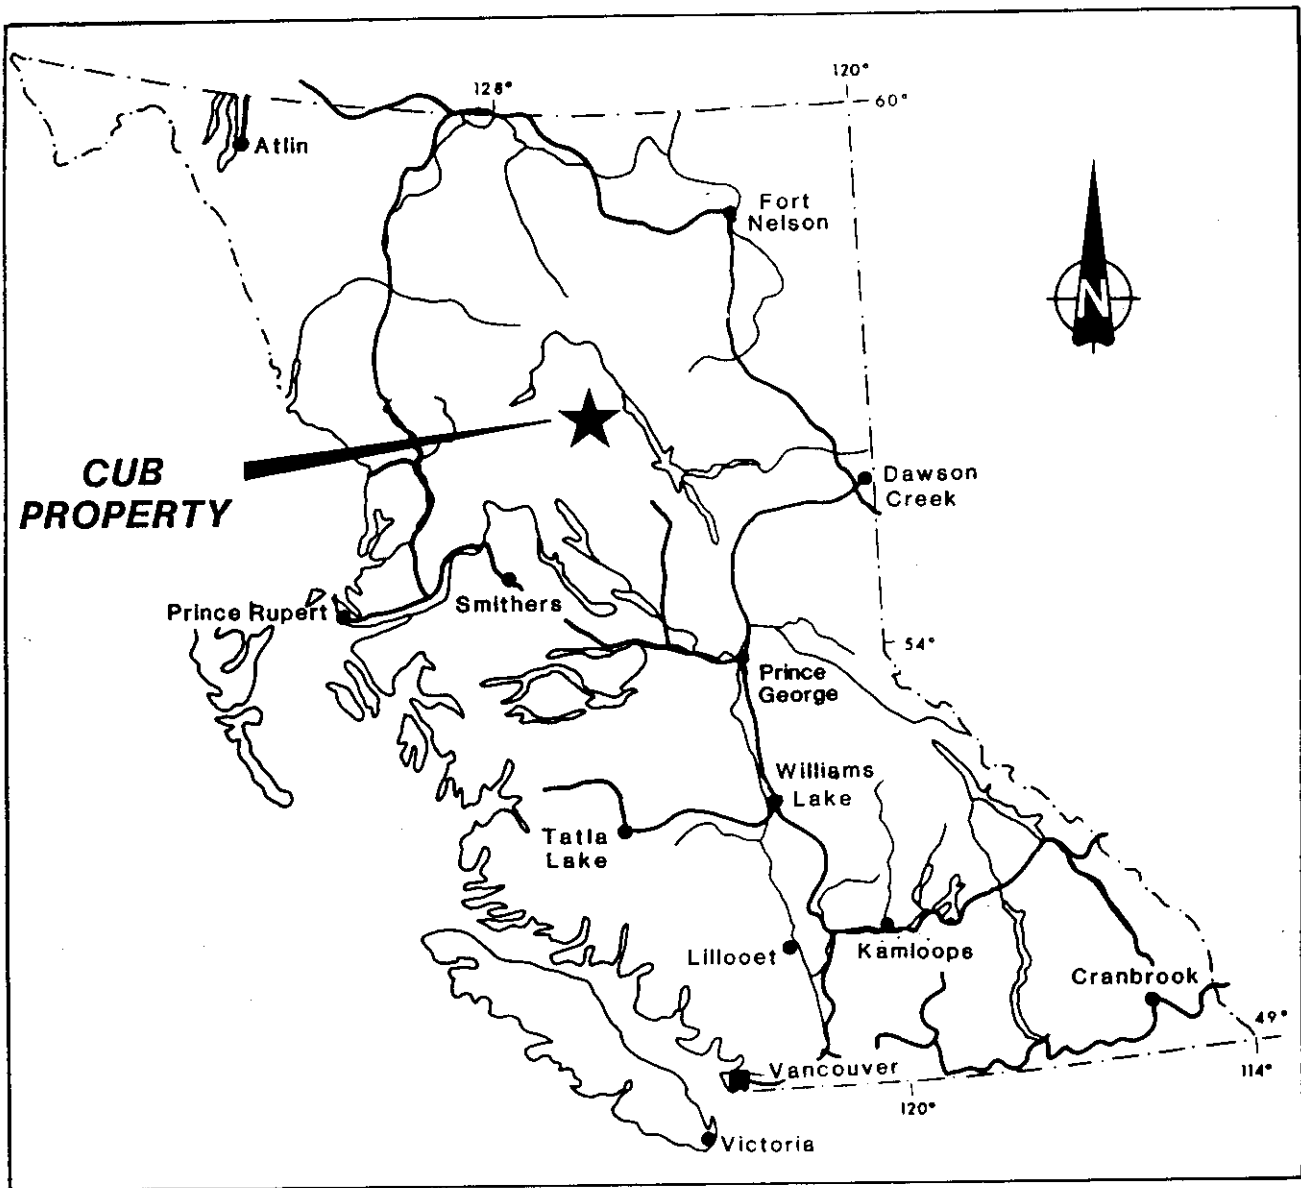 120°
128°
60°
Atlin
Fort
Nelson
N
CUB
PROPERTY
Dawson
Creek
Prince Rupert
Smithers
54°
Prince
George
Williams
Lake
Tatla
Lake
Lillooet
Kamloops
Cranbrook
49°
Vancouver
114°
120°
Victoria